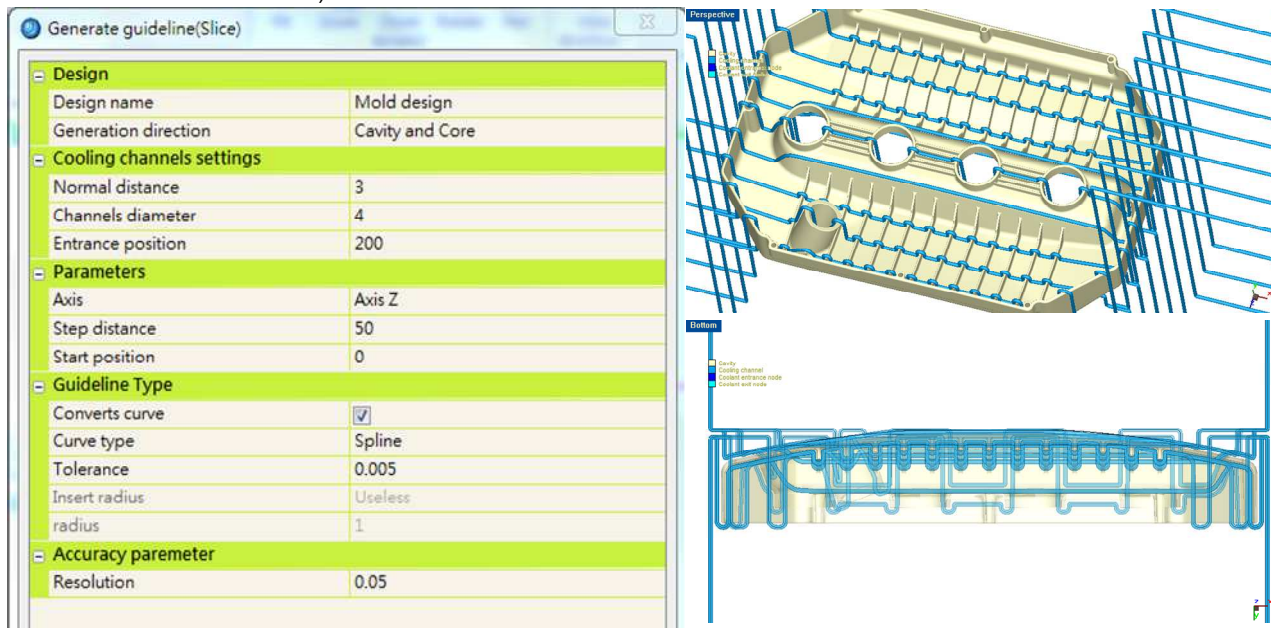 Generate guideline(Slice)
Design
Design name Mold design
Generation direction Cavity and Core
Cooling channels settings
Normal distance 3
Channels diameter 4
Entrance position 200
Parameters
Axis Axis Z
Step distance 50
Start position 0
Guideline Type
Converts curve
Curve type Spline
Tolerance 0.005
Insert radius Useless
radius 1
Accuracy paremeter
Resolution 0.05
Perspective
Cavity
Cooling channel
Bottom
Cavity
Cooling channel
Coolant entrance node
Coolant exit node